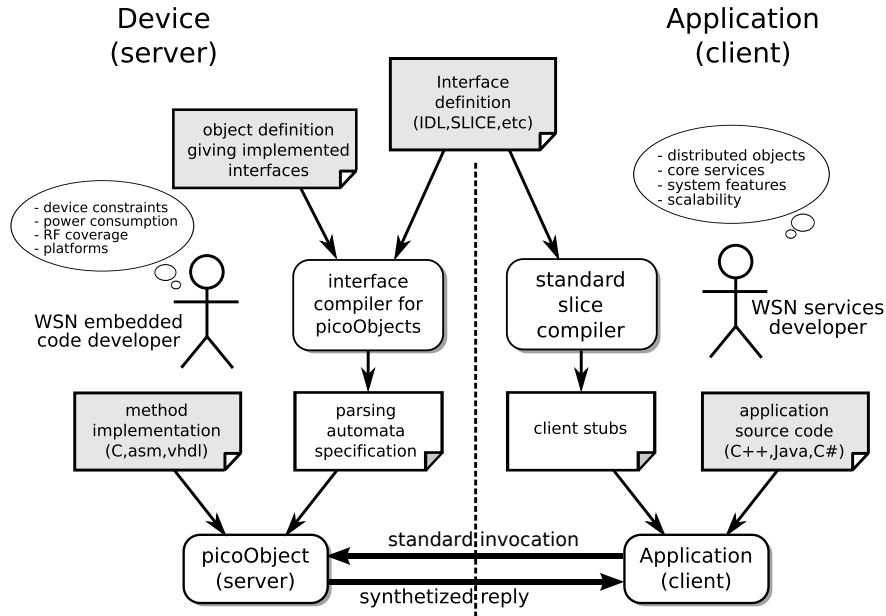 Device
(server)
Application
(client)
Interface
definition
(IDL,SLICE,etc)
object definition
giving implemented
interfaces
- distributed objects
- core services
- system features
- scalability
- device constraints
- power consumption
- RF coverage
- platforms
interface
compiler for
picoObjects
standard
slice
compiler
WSN embedded
code developer
WSN services
developer
method
implementation
(C,asm,vhdl)
parsing
automata
specification
client stubs
application
source code
(C++,Java,C#)
picoObject
(server)
standard invocation
synthetized reply
Application
(client)